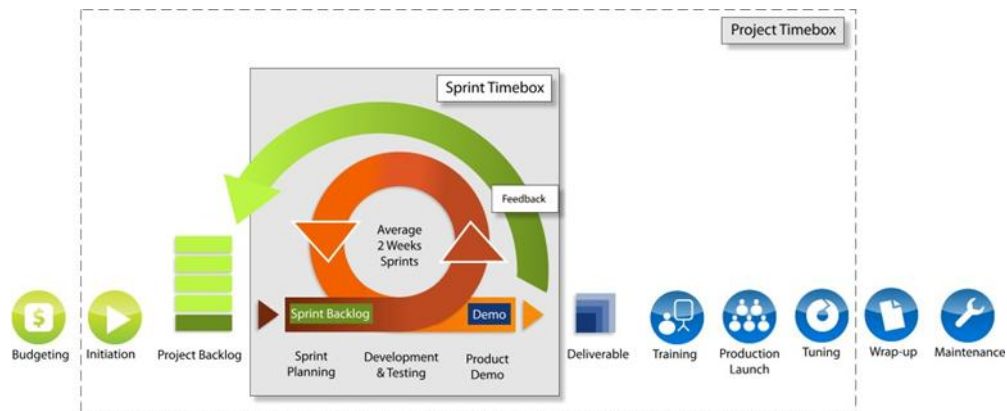 Project Timebox
Sprint Timebox
Feedback
Average
2 Weeks
Sprints
Sprint Backlog
Demo
Budgeting
Initiation
Project Backlog
Sprint
Planning
Development
& Testing
Product
Demo
Deliverable
Training
Production
Launch
Tuning
Wrap-up
Maintenance
$